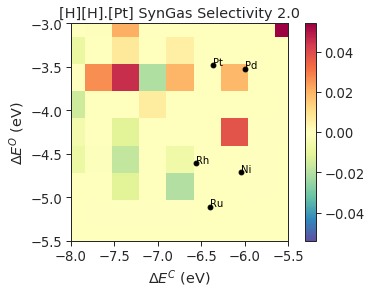 [H][H].[Pt] SynGas Selectivity 2.0
−3.0
−3.5
−4.0
−4.5
−5.0
−5.5
ΔE^O (eV)
Pt
Pd
Rh
Ni
Ru
−8.0 −7.5 −7.0 −6.5 −6.0 −5.5
ΔE^C (eV)
0.04
0.02
0.00
−0.02
−0.04